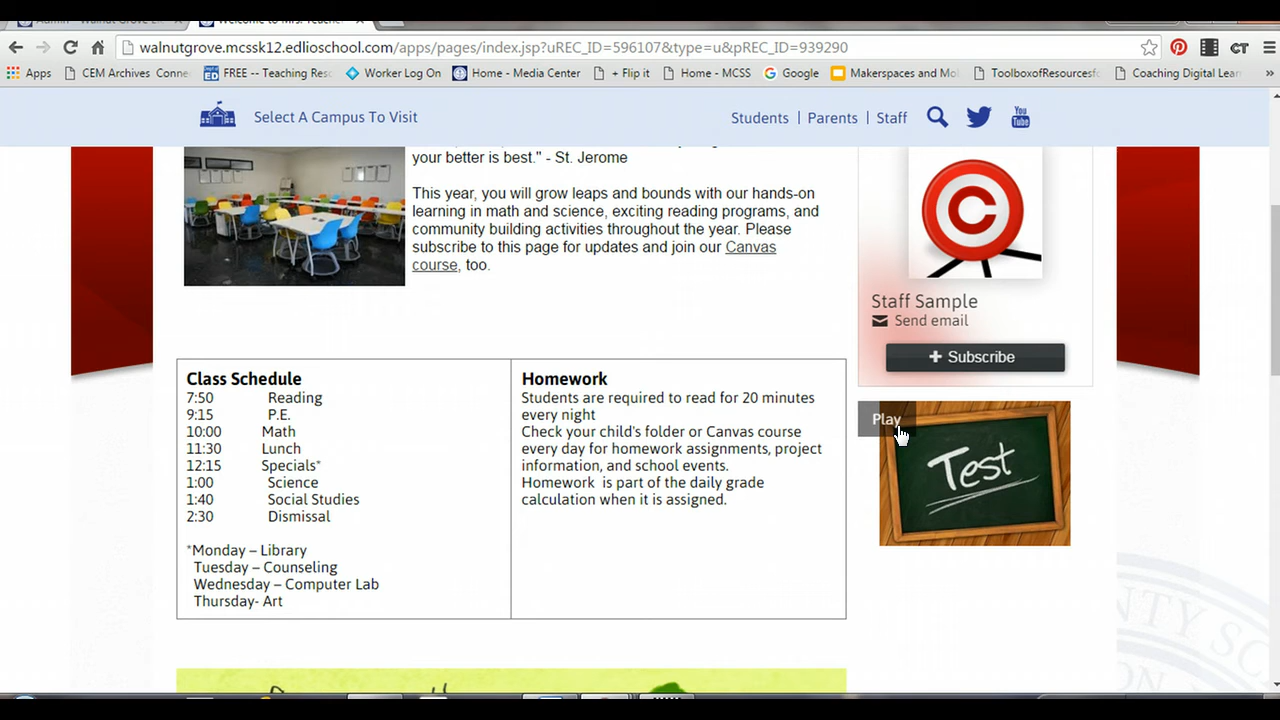 Welcome to Mrs.
walnutgrove.mcssk12.edlioschool.com/apps/pages/index.jsp?uREC_ID=596107&type=u&pREC_ID=939290
CT
Apps CEM Archives Conne FREE -- Teaching Res Worker Log On Home - Media Center + Flip it Home - MCSS Google Makerspaces and Mo ToolboxofResourcesf Coaching Digital Lear »
Select A Campus To Visit Students | Parents | Staff You Tube
your better is best." - St. Jerome
This year, you will grow leaps and bounds with our hands-on
learning in math and science, exciting reading programs, and
community building activities throughout the year. Please
subscribe to this page for updates and join our Canvas
course, too.
C
Staff Sample
Send email
+ Subscribe
Class Schedule
7:50 Reading
9:15 P.E.
10:00 Math
11:30 Lunch
12:15 Specials*
1:00 Science
1:40 Social Studies
2:30 Dismissal
*Monday – Library
Tuesday – Counseling
Wednesday – Computer Lab
Thursday- Art
Homework
Students are required to read for 20 minutes
every night
Check your child's folder or Canvas course
every day for homework assignments, project
information, and school events.
Homework is part of the daily grade
calculation when it is assigned.
Play
Test